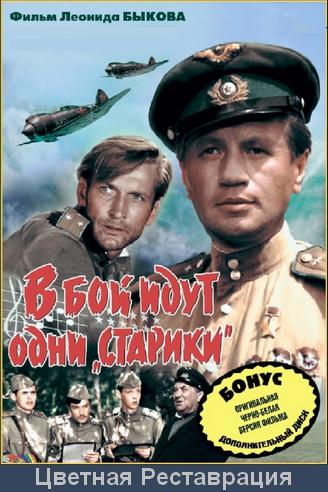 Фильм Леонида БЫКОВА
В БОЙ ИДУТ
ОДНИ „СТАРИКИ"
БОНУС
ОРИГИНАЛЬНАЯ
ЧЕРНО-БЕЛАЯ
ВЕРСИЯ ФИЛЬМА
ДОПОЛНИТЕЛЬНЫЙ ДИСК
Цветная Реставрация